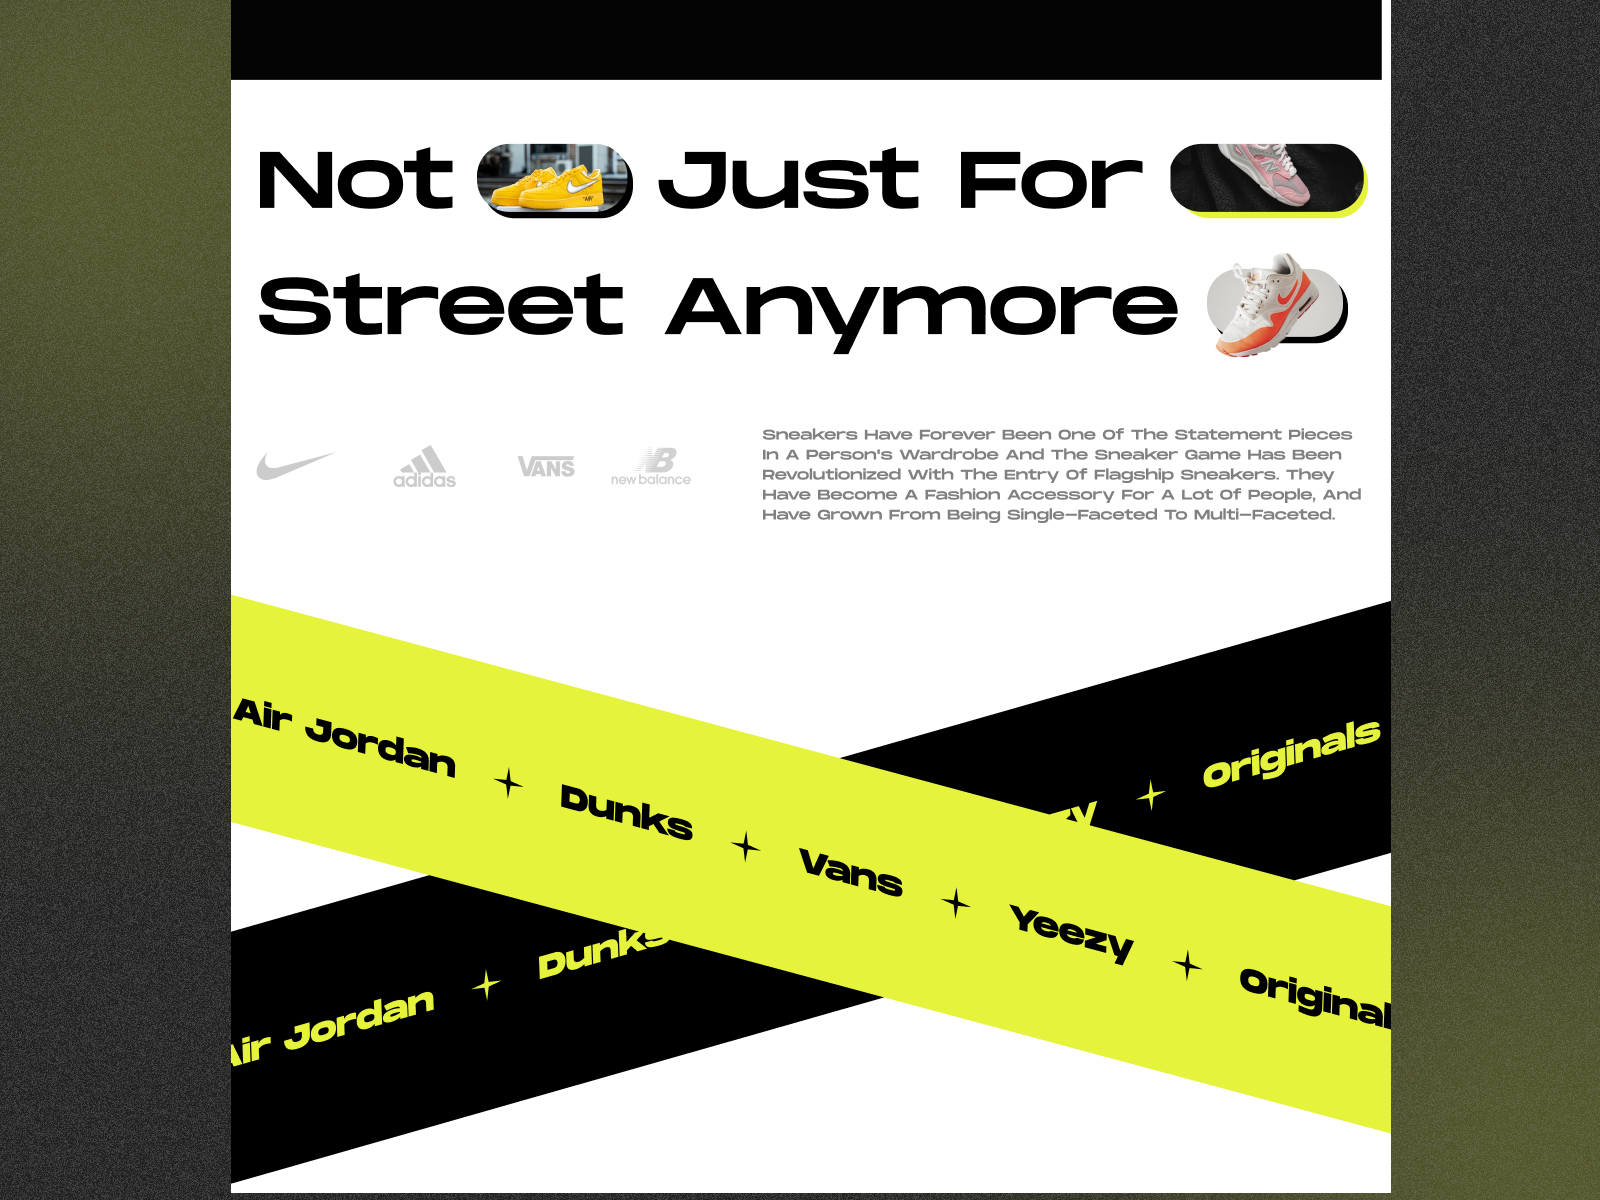 Not Just For
Street Anymore
adidas
VANS
new balance
Sneakers Have Forever Been One Of The Statement Pieces
In A Person's Wardrobe And The Sneaker Game Has Been
Revolutionized With The Entry Of Flagship Sneakers. They
Have Become A Fashion Accessory For A Lot Of People, And
Have Grown From Being Single-Faceted To Multi-Faceted.
Air Jordan Dunks Vans Yeezy Original
Air Jordan Dunks zy Originals